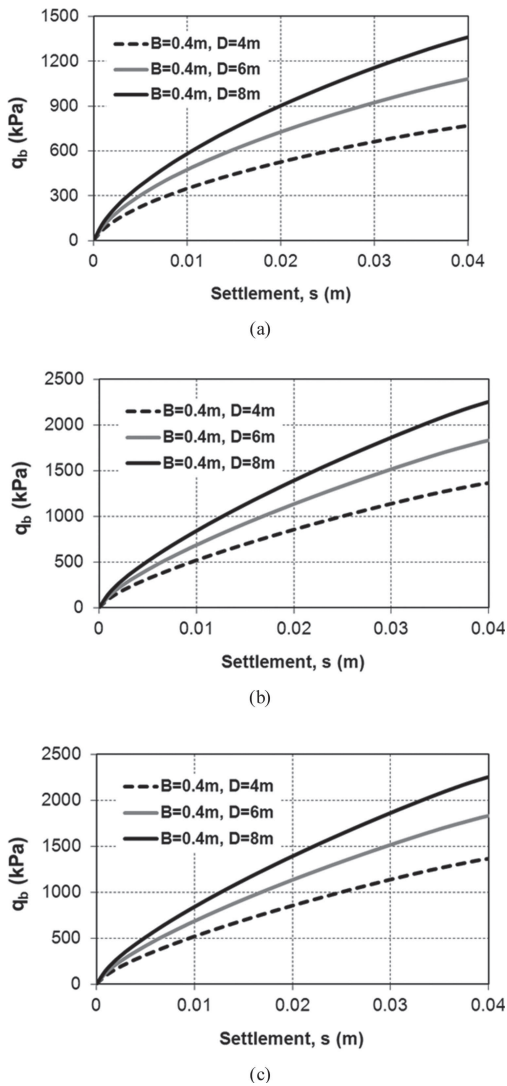 1500
1200
900
600
300
0
qb (kPa)
B=0.4m, D=4m
B=0.4m, D=6m
B=0.4m, D=8m
0 0.01 0.02 0.03 0.04
Settlement, s (m)
(a)
2500
2000
1500
1000
500
0
qb (kPa)
B=0.4m, D=4m
B=0.4m, D=6m
B=0.4m, D=8m
0 0.01 0.02 0.03 0.04
Settlement, s (m)
(b)
2500
2000
1500
1000
500
0
qb (kPa)
B=0.4m, D=4m
B=0.4m, D=6m
B=0.4m, D=8m
0 0.01 0.02 0.03 0.04
Settlement, s (m)
(c)